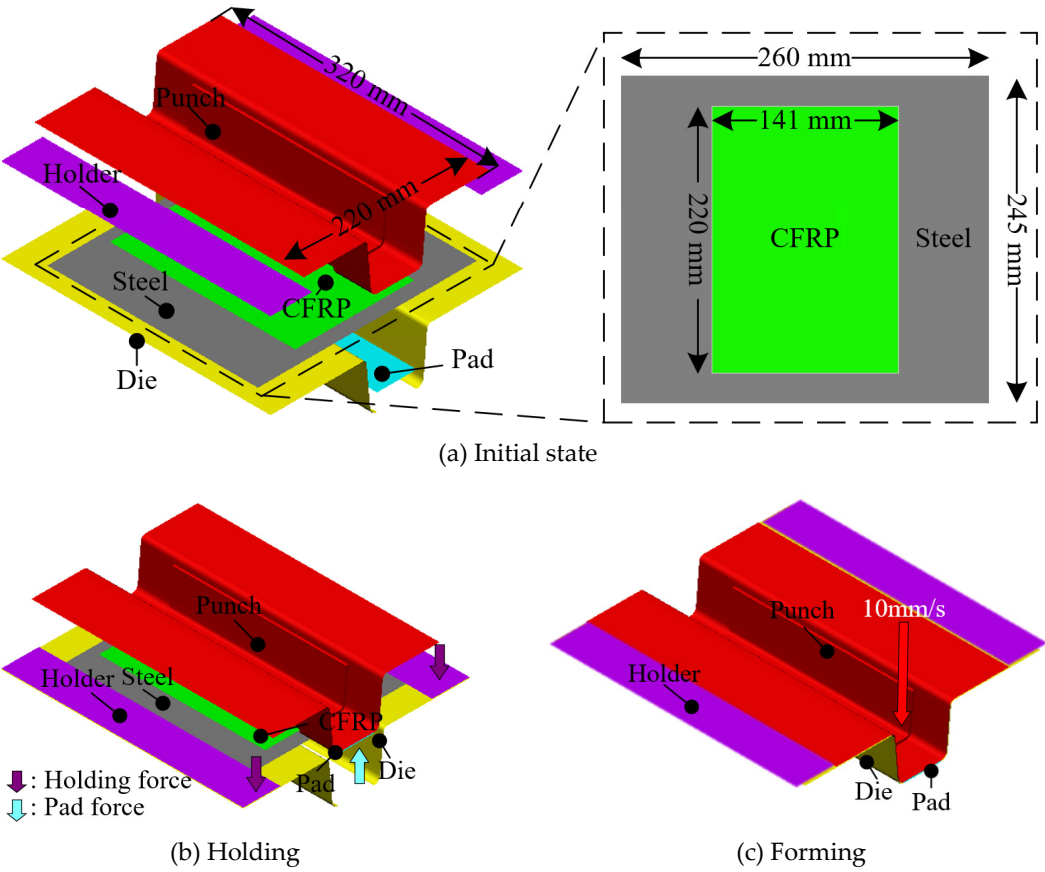 320 mm
Punch
Holder
220 mm
Steel
CFRP
Die
Pad
260 mm
141 mm
220 mm
CFRP
Steel
245 mm
(a) Initial state
Punch
Holder
Steel
CFRP
Pad
Die
: Holding force
: Pad force
(b) Holding
Punch
10mm/s
Holder
Die
Pad
(c) Forming